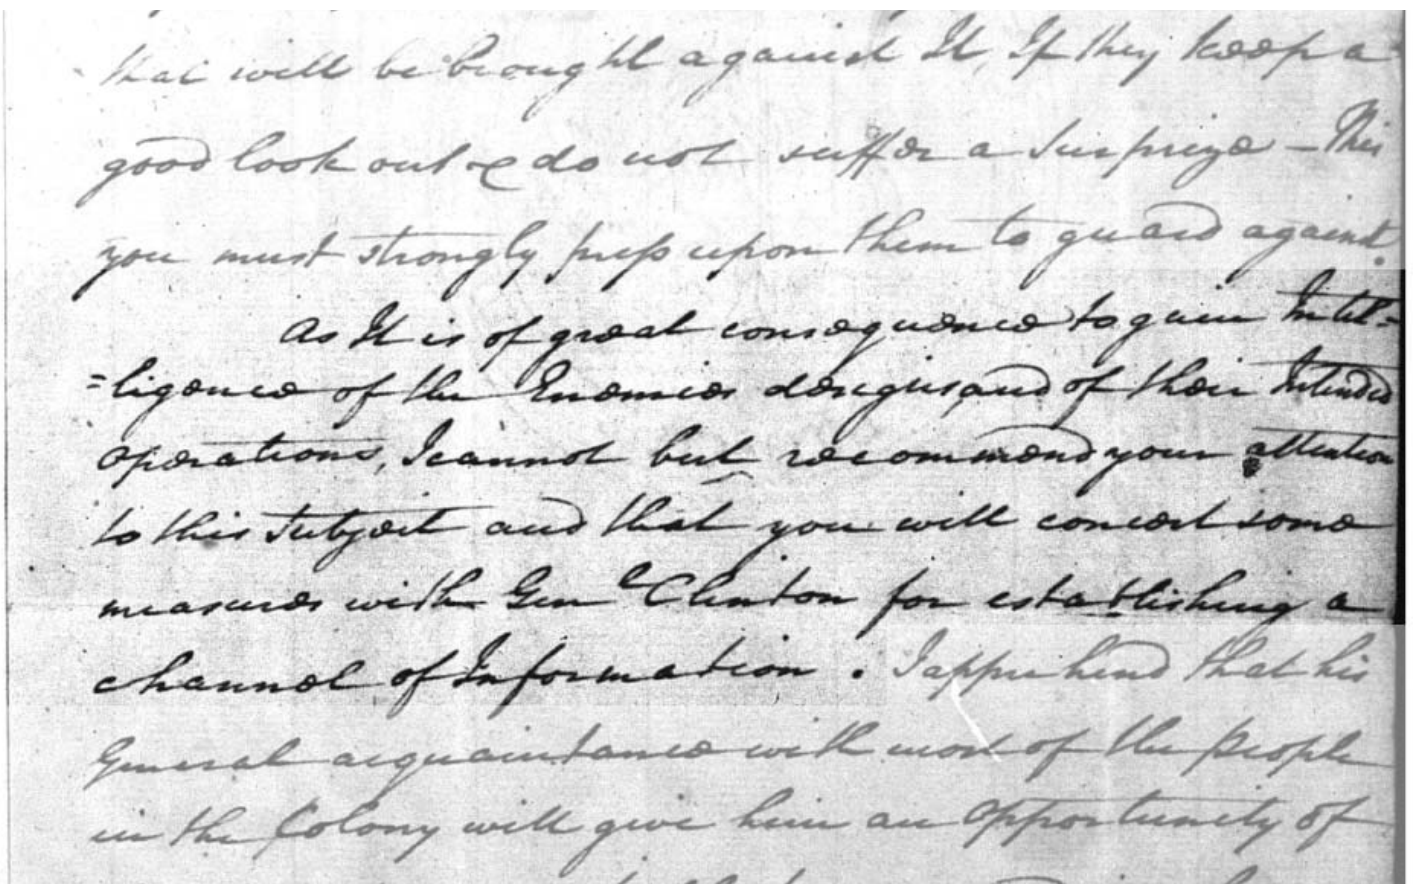 that will be brought against It, If they keep a
good look out & do not suffer a Surprize – This
you must strongly press upon them to guard against.
As It is of great consequence to gain Intel=
=ligence of the Enemies designs, and of their Intended
operations, I cannot but recommend your attention
to this Subject and that you will concert some
measures with Genl Clinton for establishing a
channel of Information. I apprehend that his
General acquaintance with most of the People
in the Colony will give him an opportunity of